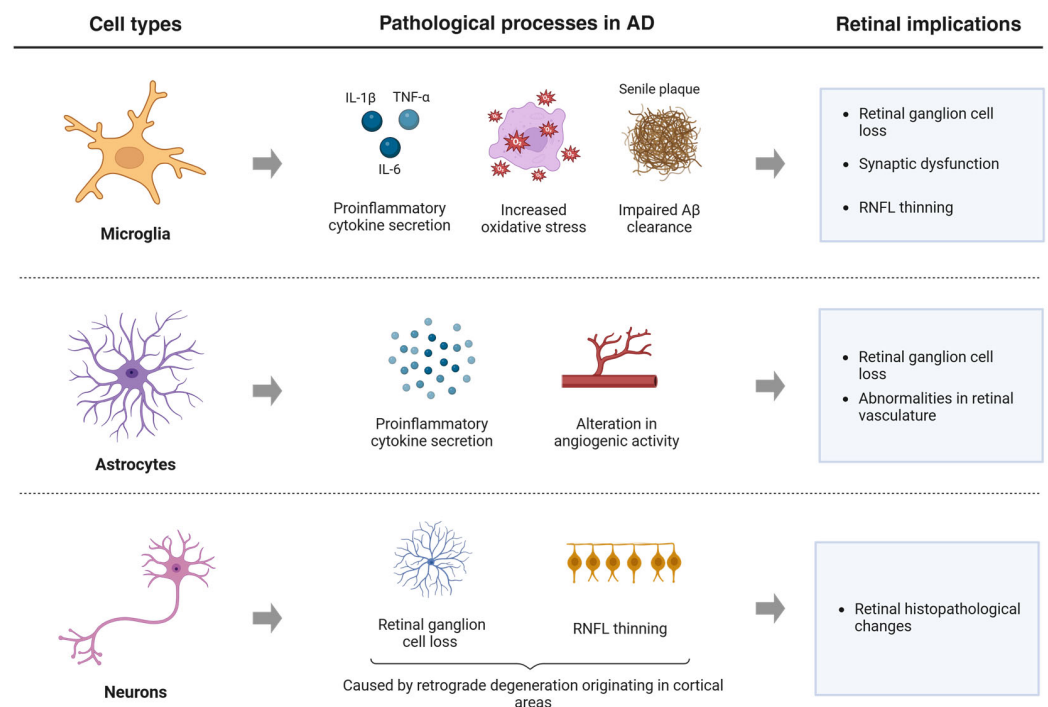 Cell types
Pathological processes in AD
Retinal implications
IL-1β
TNF-α
IL-6
Senile plaque
Proinflammatory
cytokine secretion
Increased
oxidative stress
Impaired Aβ
clearance
Microglia
• Retinal ganglion cell
loss
• Synaptic dysfunction
• RNFL thinning
Proinflammatory
cytokine secretion
Alteration in
angiogenic activity
Astrocytes
• Retinal ganglion cell
loss
• Abnormalities in retinal
vasculature
Retinal ganglion
cell loss
RNFL thinning
Caused by retrograde degeneration originating in cortical
areas
Neurons
• Retinal histopathological
changes